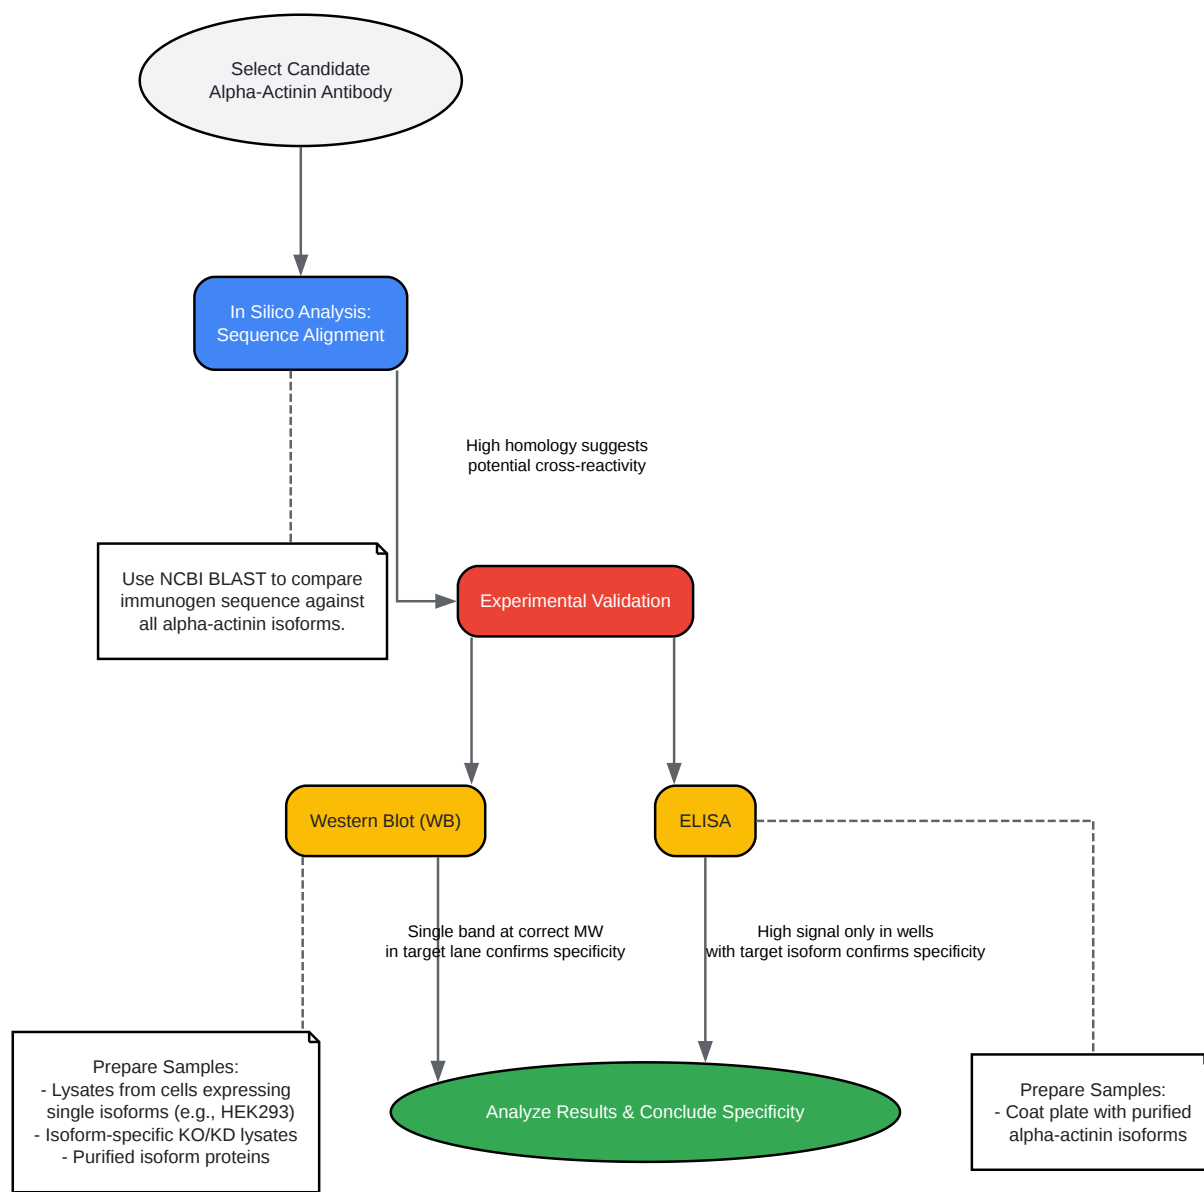 Select Candidate
Alpha-Actinin Antibody
In Silico Analysis:
Sequence Alignment
High homology suggests
potential cross-reactivity
Use NCBI BLAST to compare
immunogen sequence against
all alpha-actinin isoforms.
Experimental Validation
Western Blot (WB)
ELISA
Single band at correct MW
in target lane confirms specificity
High signal only in wells
with target isoform confirms specificity
Prepare Samples:
- Lysates from cells expressing
single isoforms (e.g., HEK293)
- Isoform-specific KO/KD lysates
- Purified isoform proteins
Analyze Results & Conclude Specificity
Prepare Samples:
- Coat plate with purified
alpha-actinin isoforms